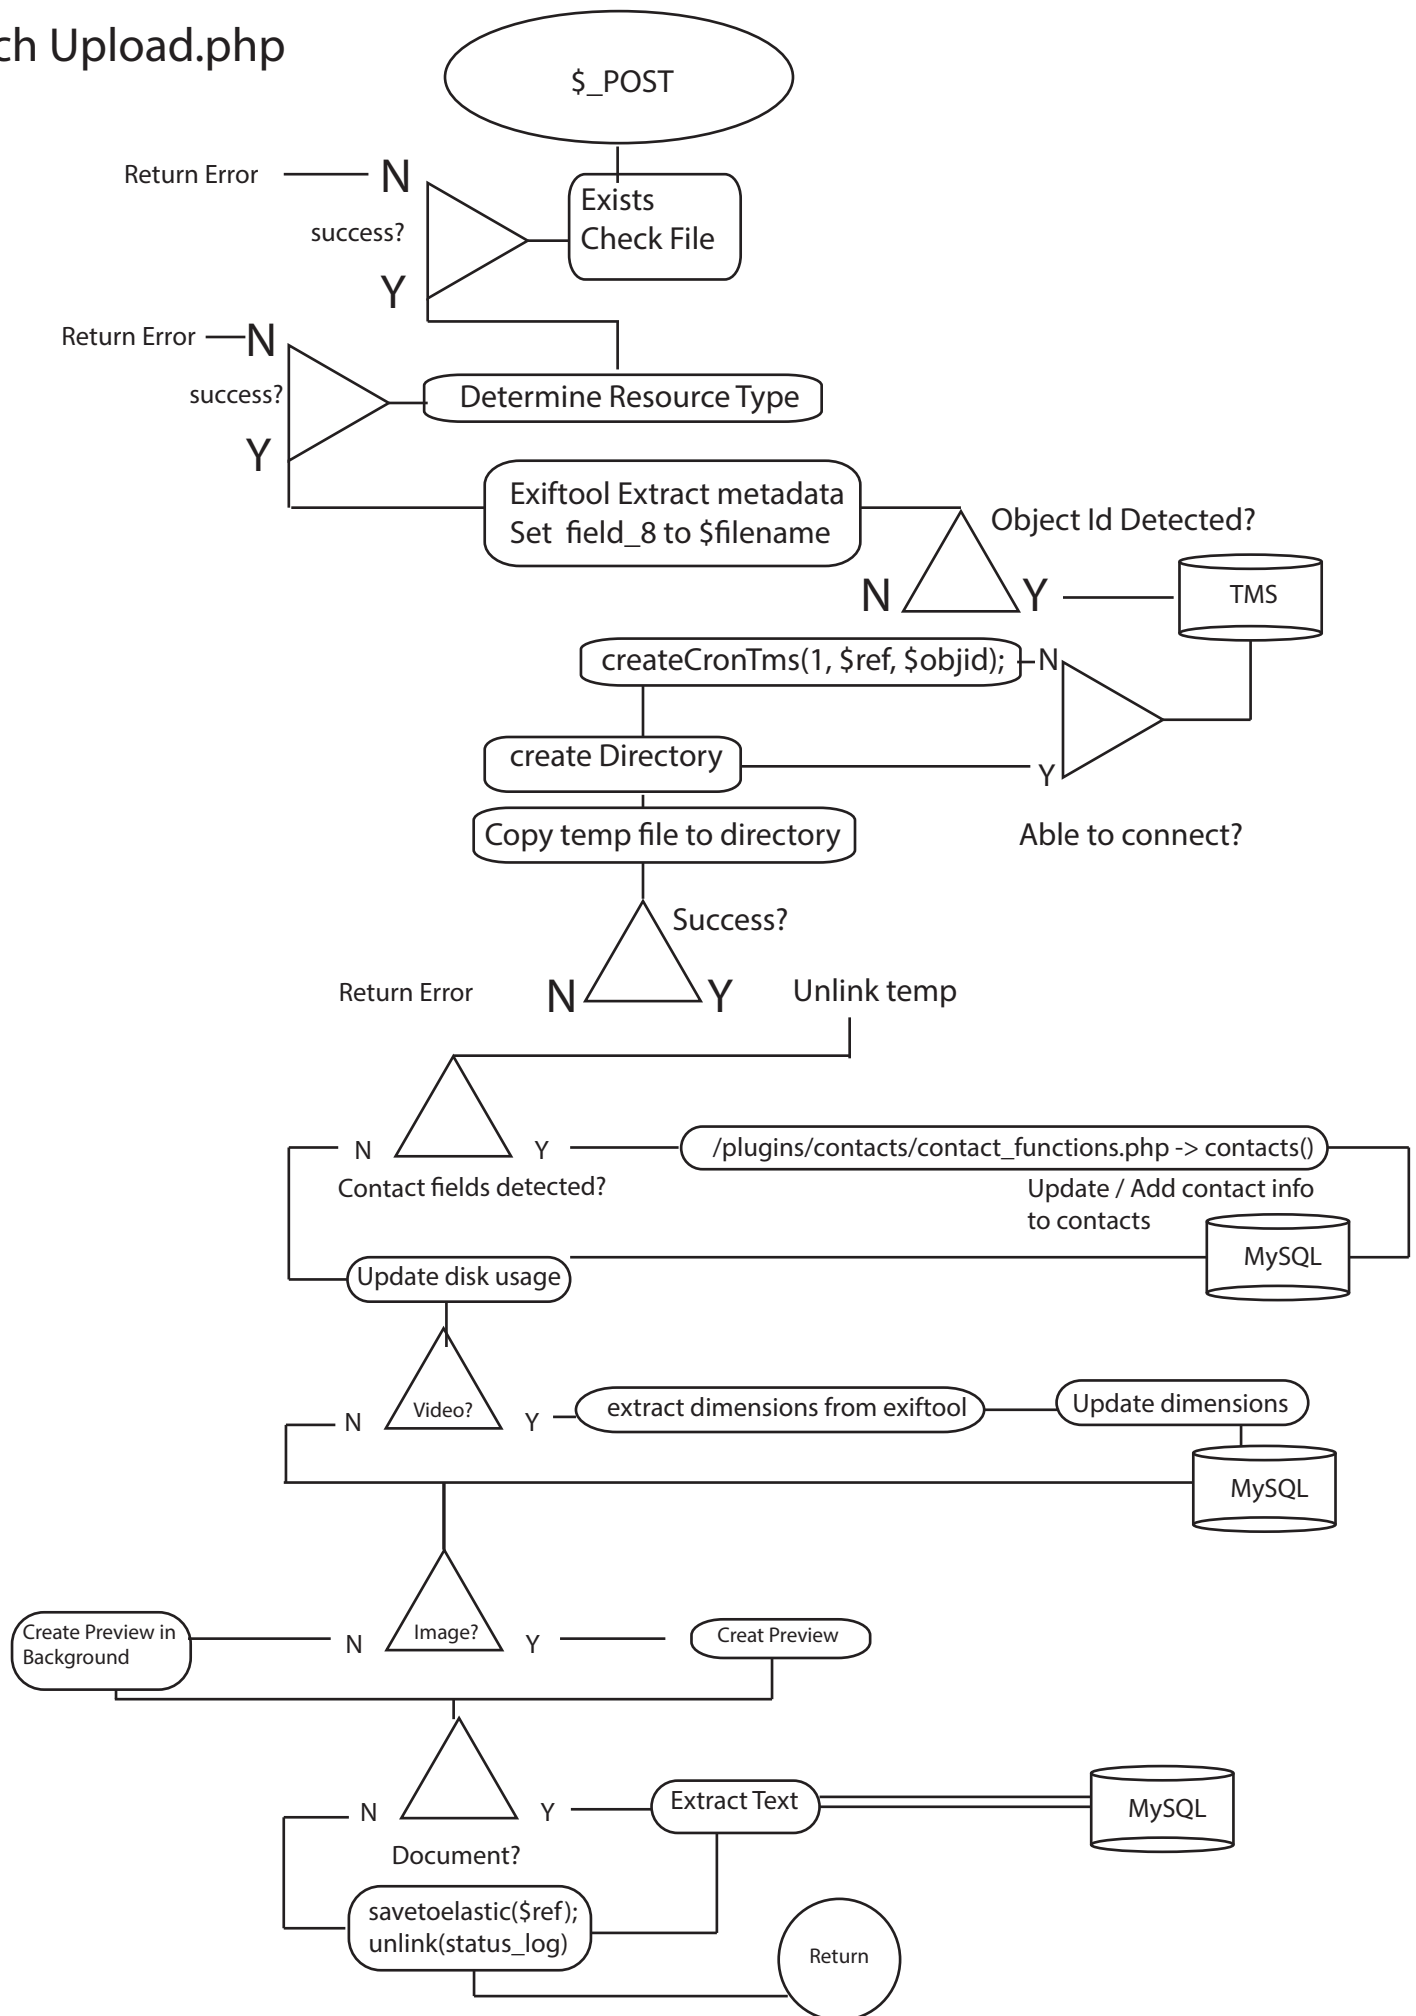 ch Upload.php
$_POST
Return Error
N
Exists
success?
Check File
Y
Return Error
N
success?
Determine Resource Type
Y
Exiftool Extract metadata
Set field_8 to $filename
Object Id Detected?
N
Y
TMS
createCronTms(1, $ref, $objid);
N
create Directory
Y
Copy temp file to directory
Able to connect?
Success?
Return Error
N
Y
Unlink temp
N
Y
/plugins/contacts/contact_functions.php -> contacts()
Contact fields detected?
Update / Add contact info
to contacts
MySQL
Update disk usage
N
Video?
Y
extract dimensions from exiftool
Update dimensions
MySQL
Create Preview in
Background
N
Image?
Y
Creat Preview
N
Y
Extract Text
MySQL
Document?
savetoelastic($ref);
unlink(status_log)
Return